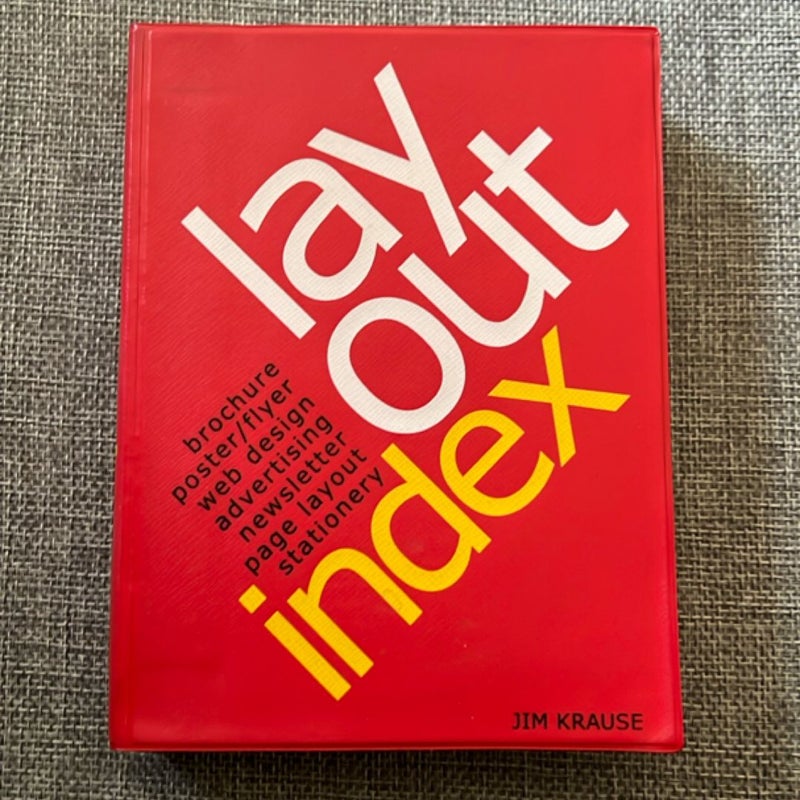 lay
out
index
brochure
poster/flyer
web design
advertising
newsletter
page layout
stationery
JIM KRAUSE